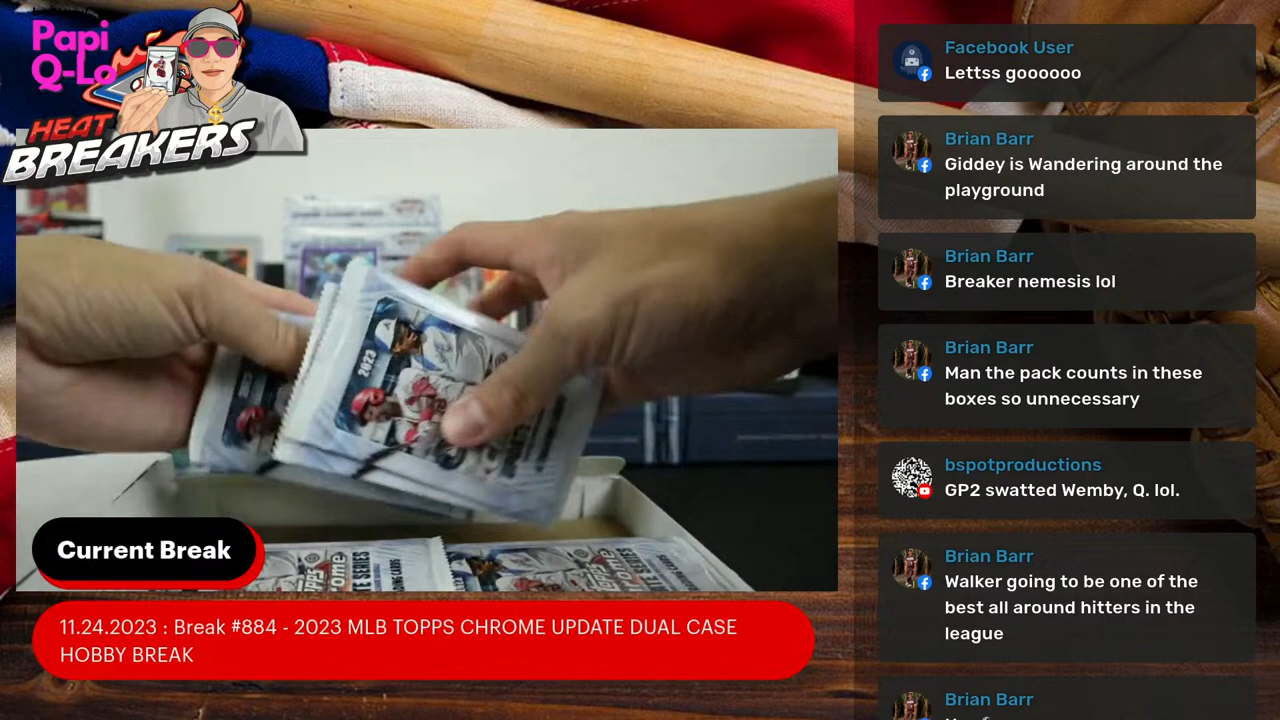 Papi
Q-Lo
HEAT
BREAKERS
2023
Current Break
11.24.2023 : Break #884 - 2023 MLB TOPPS CHROME UPDATE DUAL CASE
HOBBY BREAK
Facebook User
Lettss goooooo
Brian Barr
Giddey is Wandering around the
playground
Brian Barr
Breaker nemesis lol
Brian Barr
Man the pack counts in these
boxes so unnecessary
bspotproductions
GP2 swatted Wemby, Q. lol.
Brian Barr
Walker going to be one of the
best all around hitters in the
league
Brian Barr